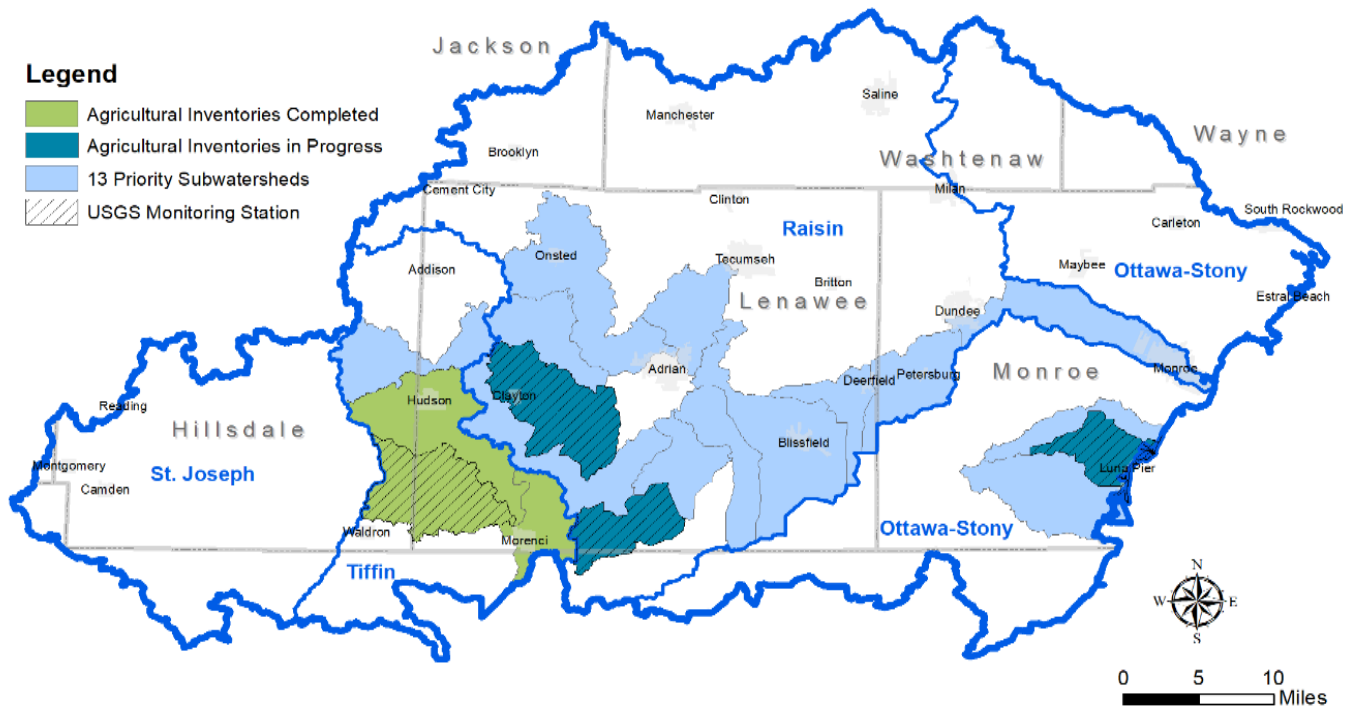 Jackson
Legend
Agricultural Inventories Completed
Agricultural Inventories in Progress
13 Priority Subwatersheds
USGS Monitoring Station
Saline
Manchester
Wayne
Brooklyn
Washtenaw
Cement City
Milan
Clinton
South Rockwood
Carleton
Raisin
Onsted
Tecumseh
Maybee
Addison
Ottawa-Stony
Britton
Lenawee
Estral Beach
Dundee
Adrian
Monroe
Deerfield
Petersburg
Monroe
Clayton
Hudson
Reading
Hillsdale
Blissfield
Montgomery
St. Joseph
Luna Pier
Camden
Waldron
Ottawa-Stony
Morenci
Tiffin
N
W
E
S
0 5 10
Miles